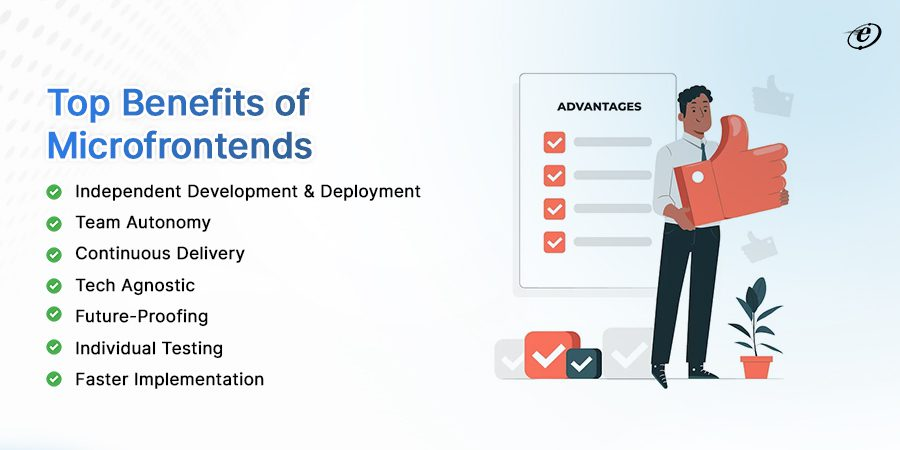 Top Benefits of
Microfrontends
Independent Development & Deployment
Team Autonomy
Continuous Delivery
Tech Agnostic
Future-Proofing
Individual Testing
Faster Implementation
ADVANTAGES
e